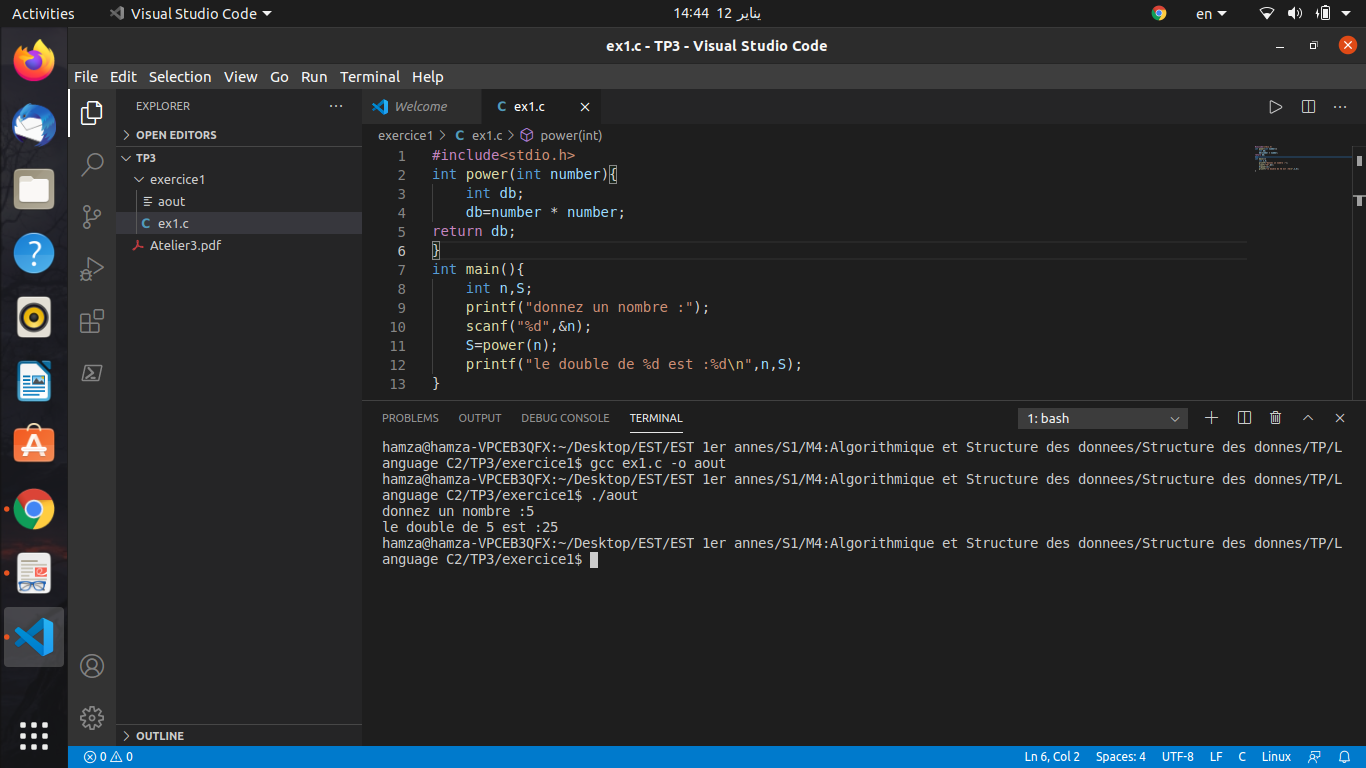 Activities Visual Studio Code 14:44 12 يناير en
ex1.c - TP3 - Visual Studio Code
File Edit Selection View Go Run Terminal Help
EXPLORER
OPEN EDITORS
TP3
exercice1
aout
C ex1.c
Atelier3.pdf
OUTLINE
Welcome C ex1.c
exercice1 > C ex1.c > power(int)
1 #include<stdio.h>
2 int power(int number){
3 int db;
4 db=number * number;
5 return db;
6 }
7 int main(){
8 int n,S;
9 printf("donnez un nombre :");
10 scanf("%d",&n);
11 S=power(n);
12 printf("le double de %d est :%d\n",n,S);
13 }
PROBLEMS OUTPUT DEBUG CONSOLE TERMINAL 1: bash
hamza@hamza-VPCEB3QFX:~/Desktop/EST/EST 1er annes/S1/M4:Algorithmique et Structure des donnees/Structure des donnes/TP/L
anguage C2/TP3/exercice1$ gcc ex1.c -o aout
hamza@hamza-VPCEB3QFX:~/Desktop/EST/EST 1er annes/S1/M4:Algorithmique et Structure des donnees/Structure des donnes/TP/L
anguage C2/TP3/exercice1$ ./aout
donnez un nombre :5
le double de 5 est :25
hamza@hamza-VPCEB3QFX:~/Desktop/EST/EST 1er annes/S1/M4:Algorithmique et Structure des donnees/Structure des donnes/TP/L
anguage C2/TP3/exercice1$
0 0 Ln 6, Col 2 Spaces: 4 UTF-8 LF C Linux